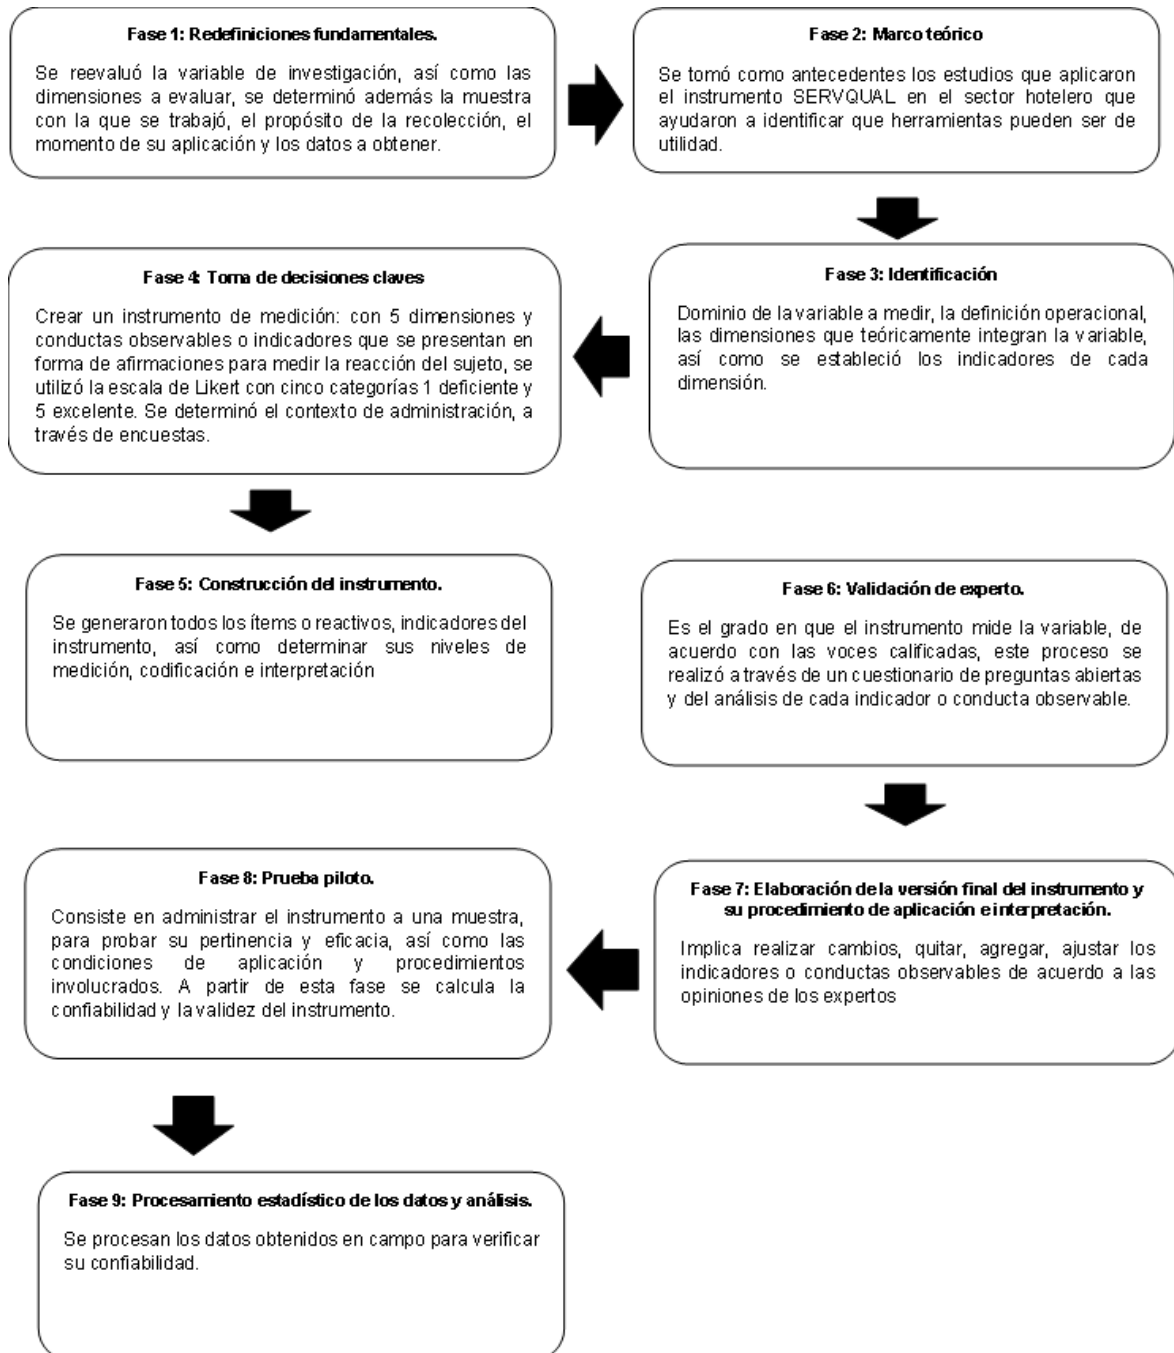 Fase 1: Redefiniciones fundamentales.
Se reevaluó la variable de investigación, así como las
dimensiones a evaluar, se determinó además la muestra
con la que se trabajó, el propósito de la recolección, el
momento de su aplicación y los datos a obtener.
Fase 2: Marco teórico
Se tomó como antecedentes los estudios que aplicaron
el instrumento SERVQUAL en el sector hotelero que
ayudaron a identificar que herramientas pueden ser de
utilidad.
Fase 3: Identificación
Dominio de la variable a medir, la definición operacional,
las dimensiones que teóricamente integran la variable,
así como se estableció los indicadores de cada
dimensión.
Fase 4: Toma de decisiones claves
Crear un instrumento de medición: con 5 dimensiones y
conductas observables o indicadores que se presentan en
forma de afirmaciones para medir la reacción del sujeto, se
utilizó la escala de Likert con cinco categorías 1 deficiente y
5 excelente. Se determinó el contexto de administración, a
través de encuestas.
Fase 5: Construcción del instrumento.
Se generaron todos los ítems o reactivos, indicadores del
instrumento, así como determinar sus niveles de
medición, codificación e interpretación
Fase 6: Validación de experto.
Es el grado en que el instrumento mide la variable, de
acuerdo con las voces calificadas, este proceso se
realizó a través de un cuestionario de preguntas abiertas
y del análisis de cada indicador o conducta observable.
Fase 7: Elaboración de la versión final del instrumento y
su procedimiento de aplicación e interpretación.
Implica realizar cambios, quitar, agregar, ajustar los
indicadores o conductas observables de acuerdo a las
opiniones de los expertos
Fase 8: Prueba piloto.
Consiste en administrar el instrumento a una muestra,
para probar su pertinencia y eficacia, así como las
condiciones de aplicación y procedimientos
involucrados. A partir de esta fase se calcula la
confiabilidad y la validez del instrumento.
Fase 9: Procesamiento estadístico de los datos y análisis.
Se procesan los datos obtenidos en campo para verificar
su confiabilidad.